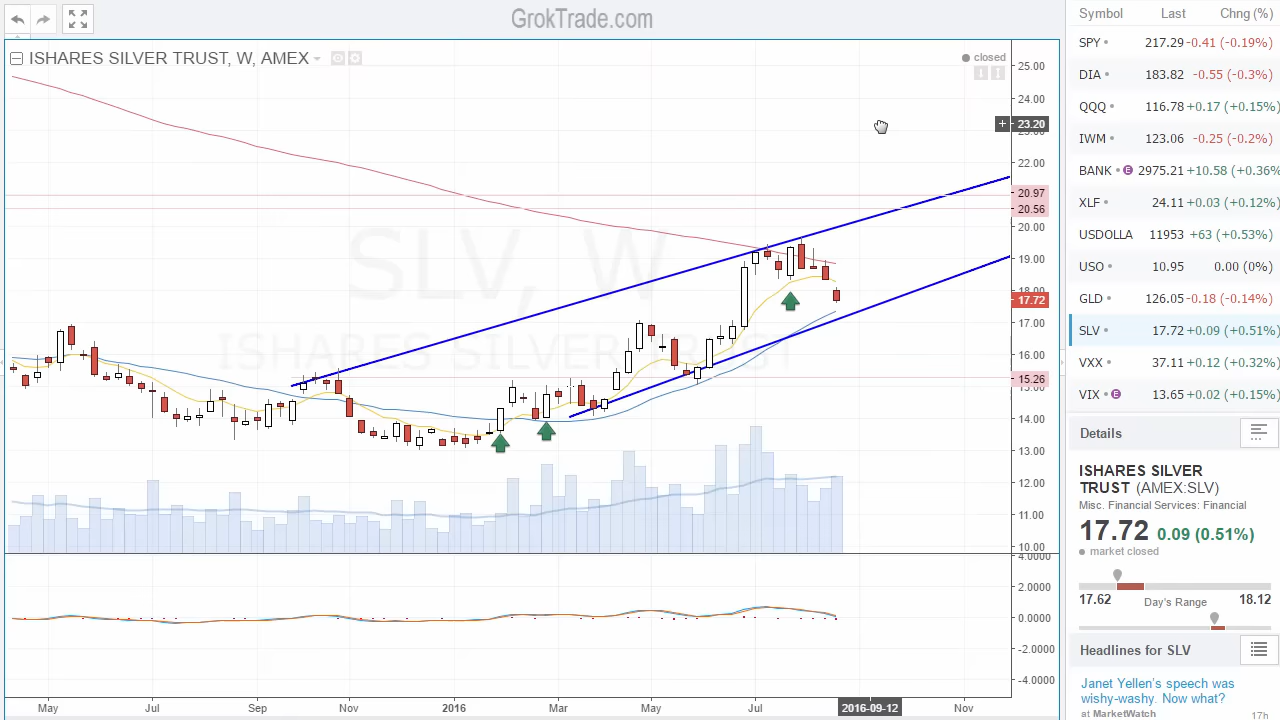 GrokTrade.com
ISHARES SILVER TRUST, W, AMEX
closed
SLV, W
ISHARES SILVER TRUST
25.00
24.00
23.20
23.00
22.00
20.97
20.56
20.00
19.00
18.00
17.72
17.00
16.00
15.26
14.00
13.00
12.00
11.00
10.00
4.0000
2.0000
0.0000
-2.0000
-4.0000
May Jul Sep Nov 2016 Mar May Jul 2016-09-12 Nov
Symbol Last Chng (%)
SPY 217.29 -0.41 (-0.19%)
DIA 183.82 -0.55 (-0.3%)
QQQ 116.78 +0.17 (+0.15%)
IWM 123.06 -0.25 (-0.2%)
BANK E 2975.21 +10.58 (+0.36%
XLF 24.11 +0.03 (+0.12%)
USDOLLA 11953 +63 (+0.53%)
USO 10.95 0.00 (0%)
GLD 126.05 -0.18 (-0.14%)
SLV 17.72 +0.09 (+0.51%)
VXX 37.11 +0.12 (+0.32%)
VIX E 13.65 +0.02 (+0.15%)
Details
ISHARES SILVER
TRUST (AMEX:SLV)
Misc. Financial Services: Financial
17.72 0.09 (0.51%)
market closed
17.62 Day's Range 18.12
Headlines for SLV
Janet Yellen's speech was
wishy-washy. Now what?
at MarketWatch 17h